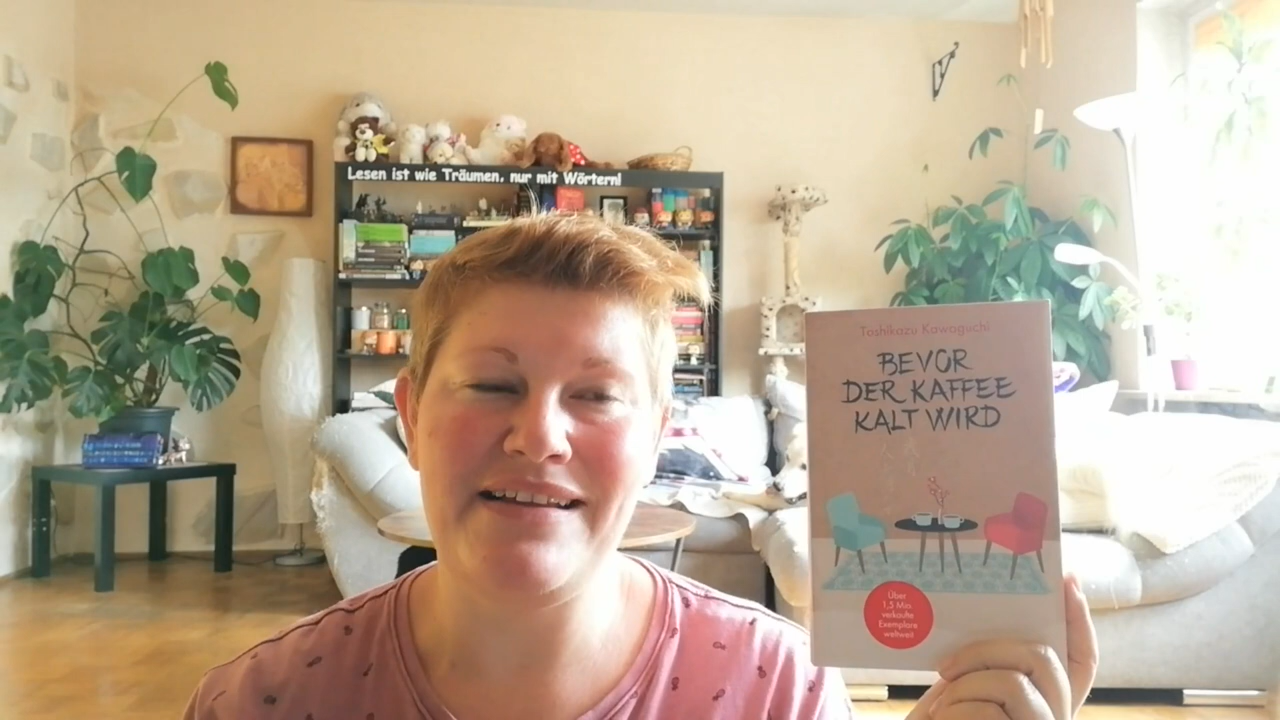 Lesen ist wie Träumen, nur mit Wörtern!
Toshikazu Kawaguchi
BEVOR
DER KAFFEE
KALT WIRD
Über
1,5 Mio.
verkaufte
Exemplare
weltweit